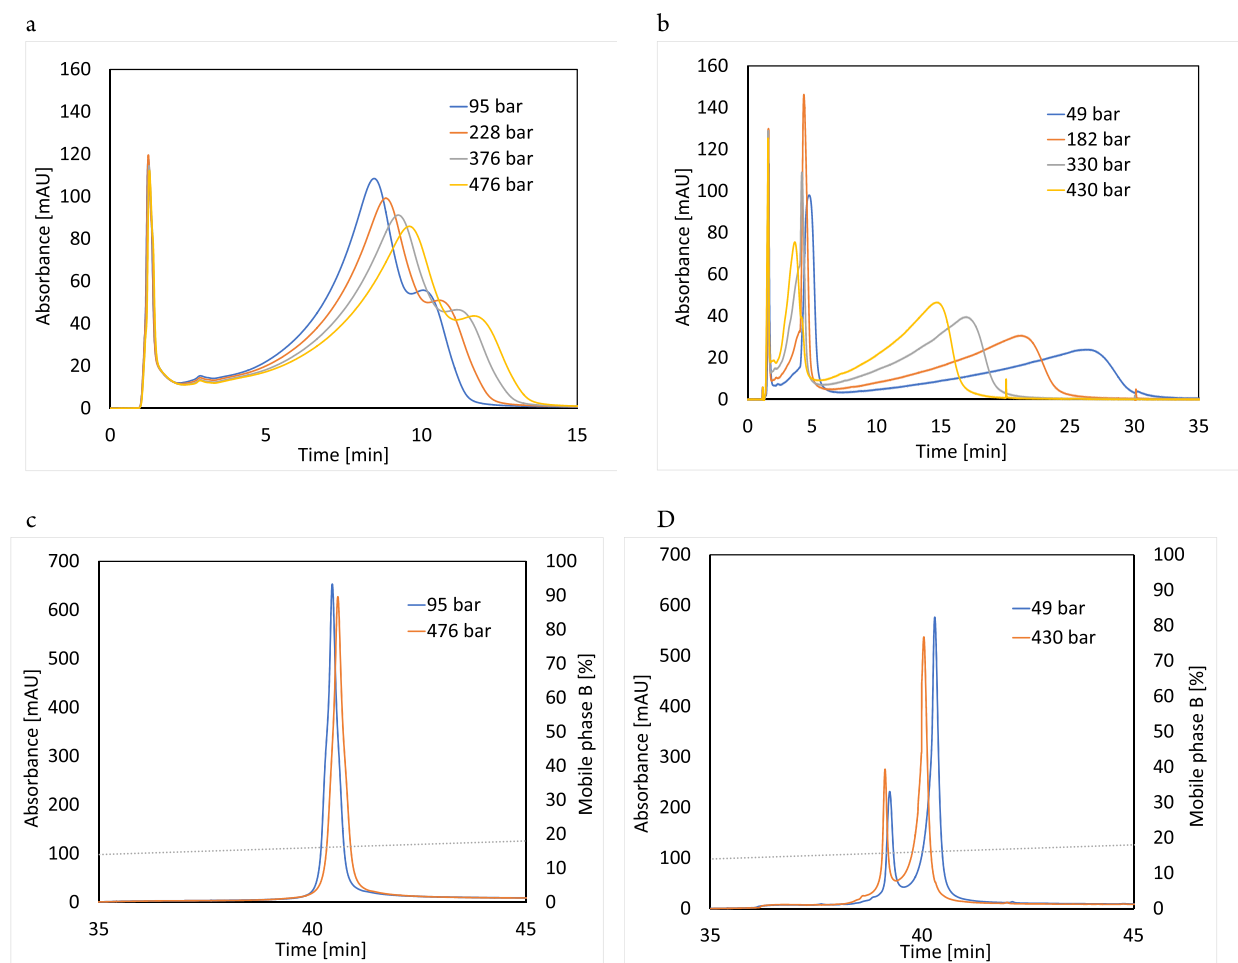 a
160
140
120
100
80
60
40
20
0
Absorbance [mAU]
95 bar
228 bar
376 bar
476 bar
0 5 10 15
Time [min]
b
160
140
120
100
80
60
40
20
0
Absorbance [mAU]
49 bar
182 bar
330 bar
430 bar
0 5 10 15 20 25 30 35
Time [min]
c
700
600
500
400
300
200
100
0
Absorbance [mAU]
95 bar
476 bar
100
90
80
70
60
50
40
30
20
10
0
Mobile phase B [%]
35 40 45
Time [min]
D
700
600
500
400
300
200
100
0
Absorbance [mAU]
49 bar
430 bar
100
90
80
70
60
50
40
30
20
10
0
Mobile phase B [%]
35 40 45
Time [min]